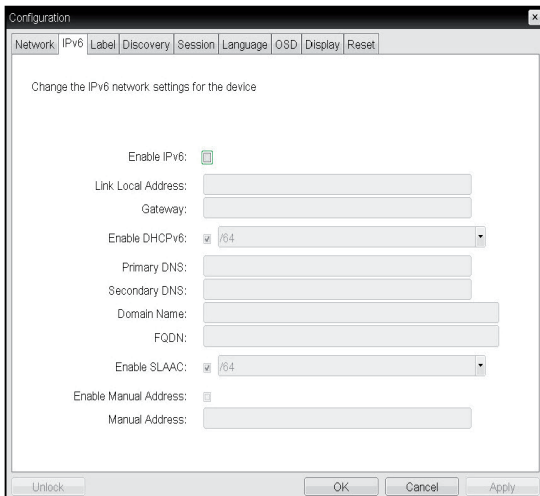 Configuration
Network IPv6 Label Discovery Session Language OSD Display Reset
Change the IPv6 network settings for the device
Enable IPv6:
Link Local Address:
Gateway:
Enable DHCPv6: /64
Primary DNS:
Secondary DNS:
Domain Name:
FQDN:
Enable SLAAC: /64
Enable Manual Address:
Manual Address:
Unlock OK Cancel Apply